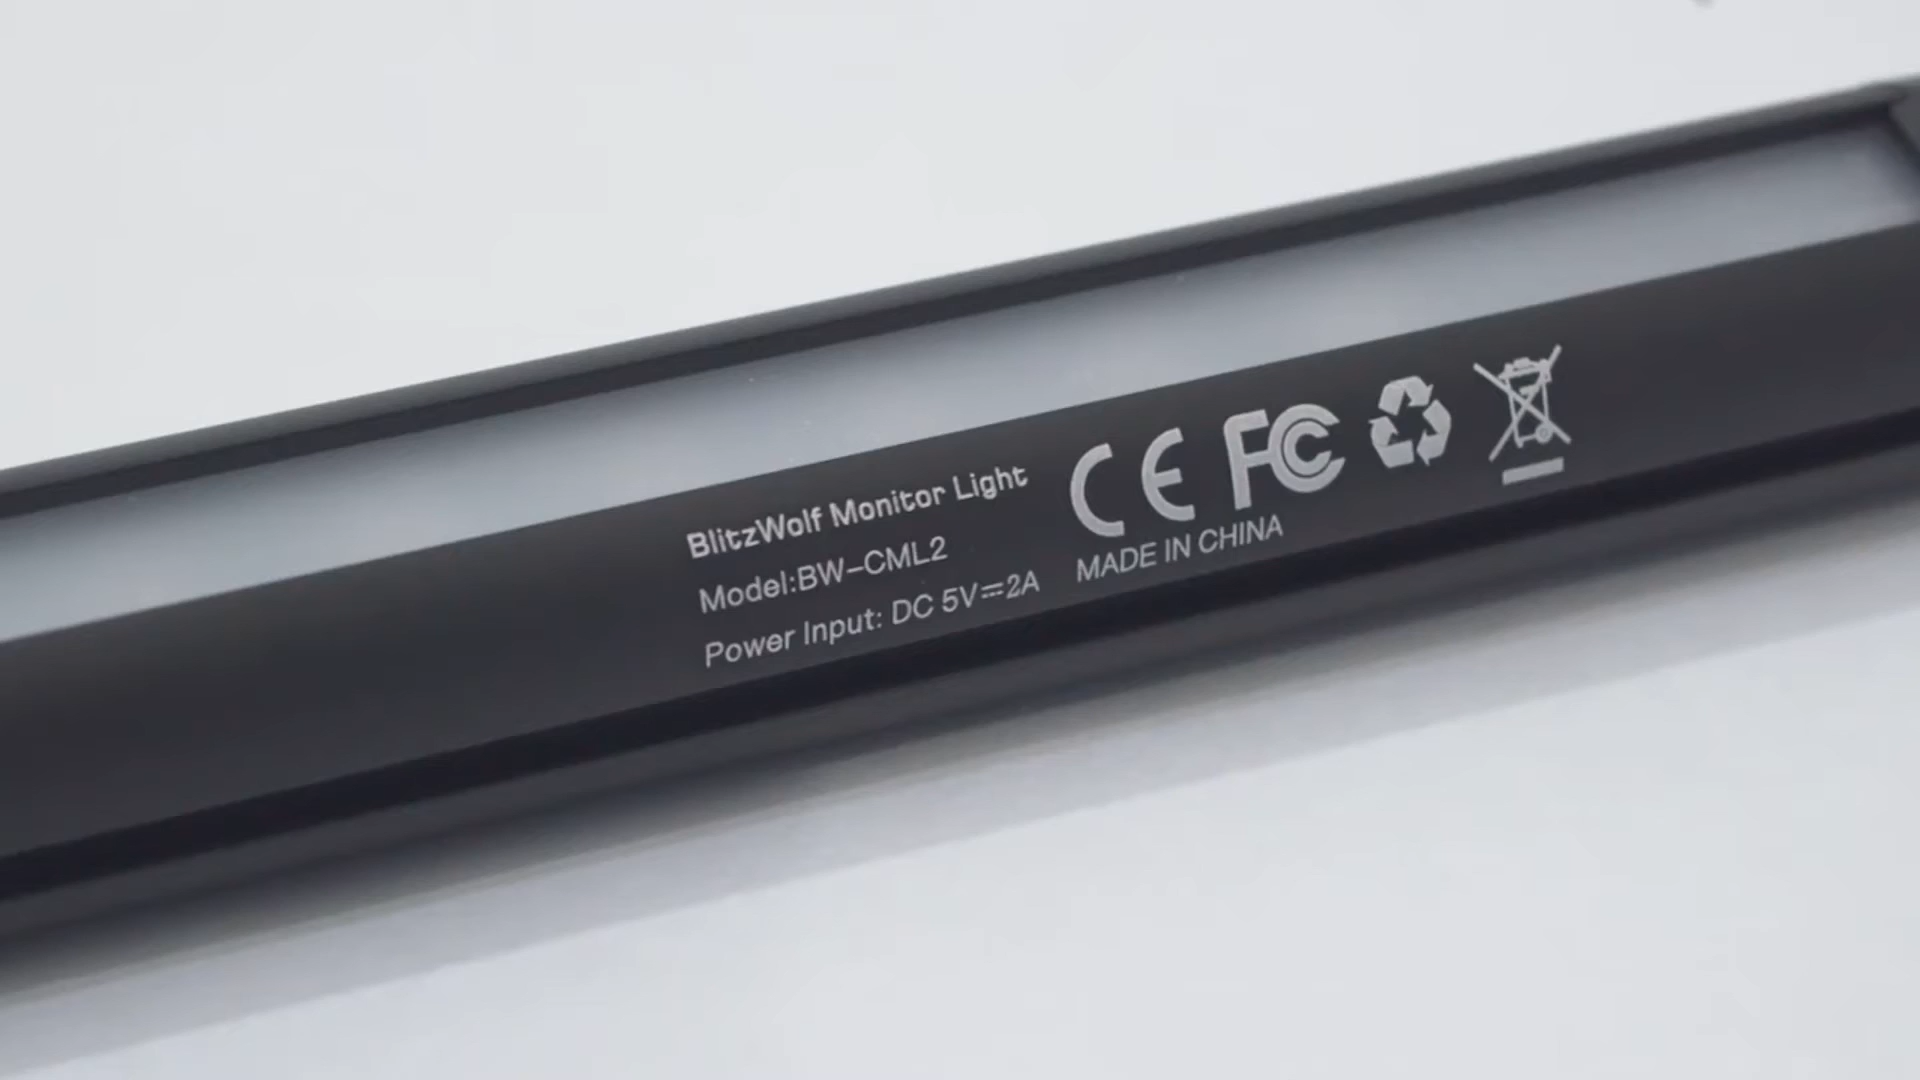 BlitzWolf Monitor Light
Model:BW-CML2
Power Input: DC 5V⎓2A
CE FC
MADE IN CHINA